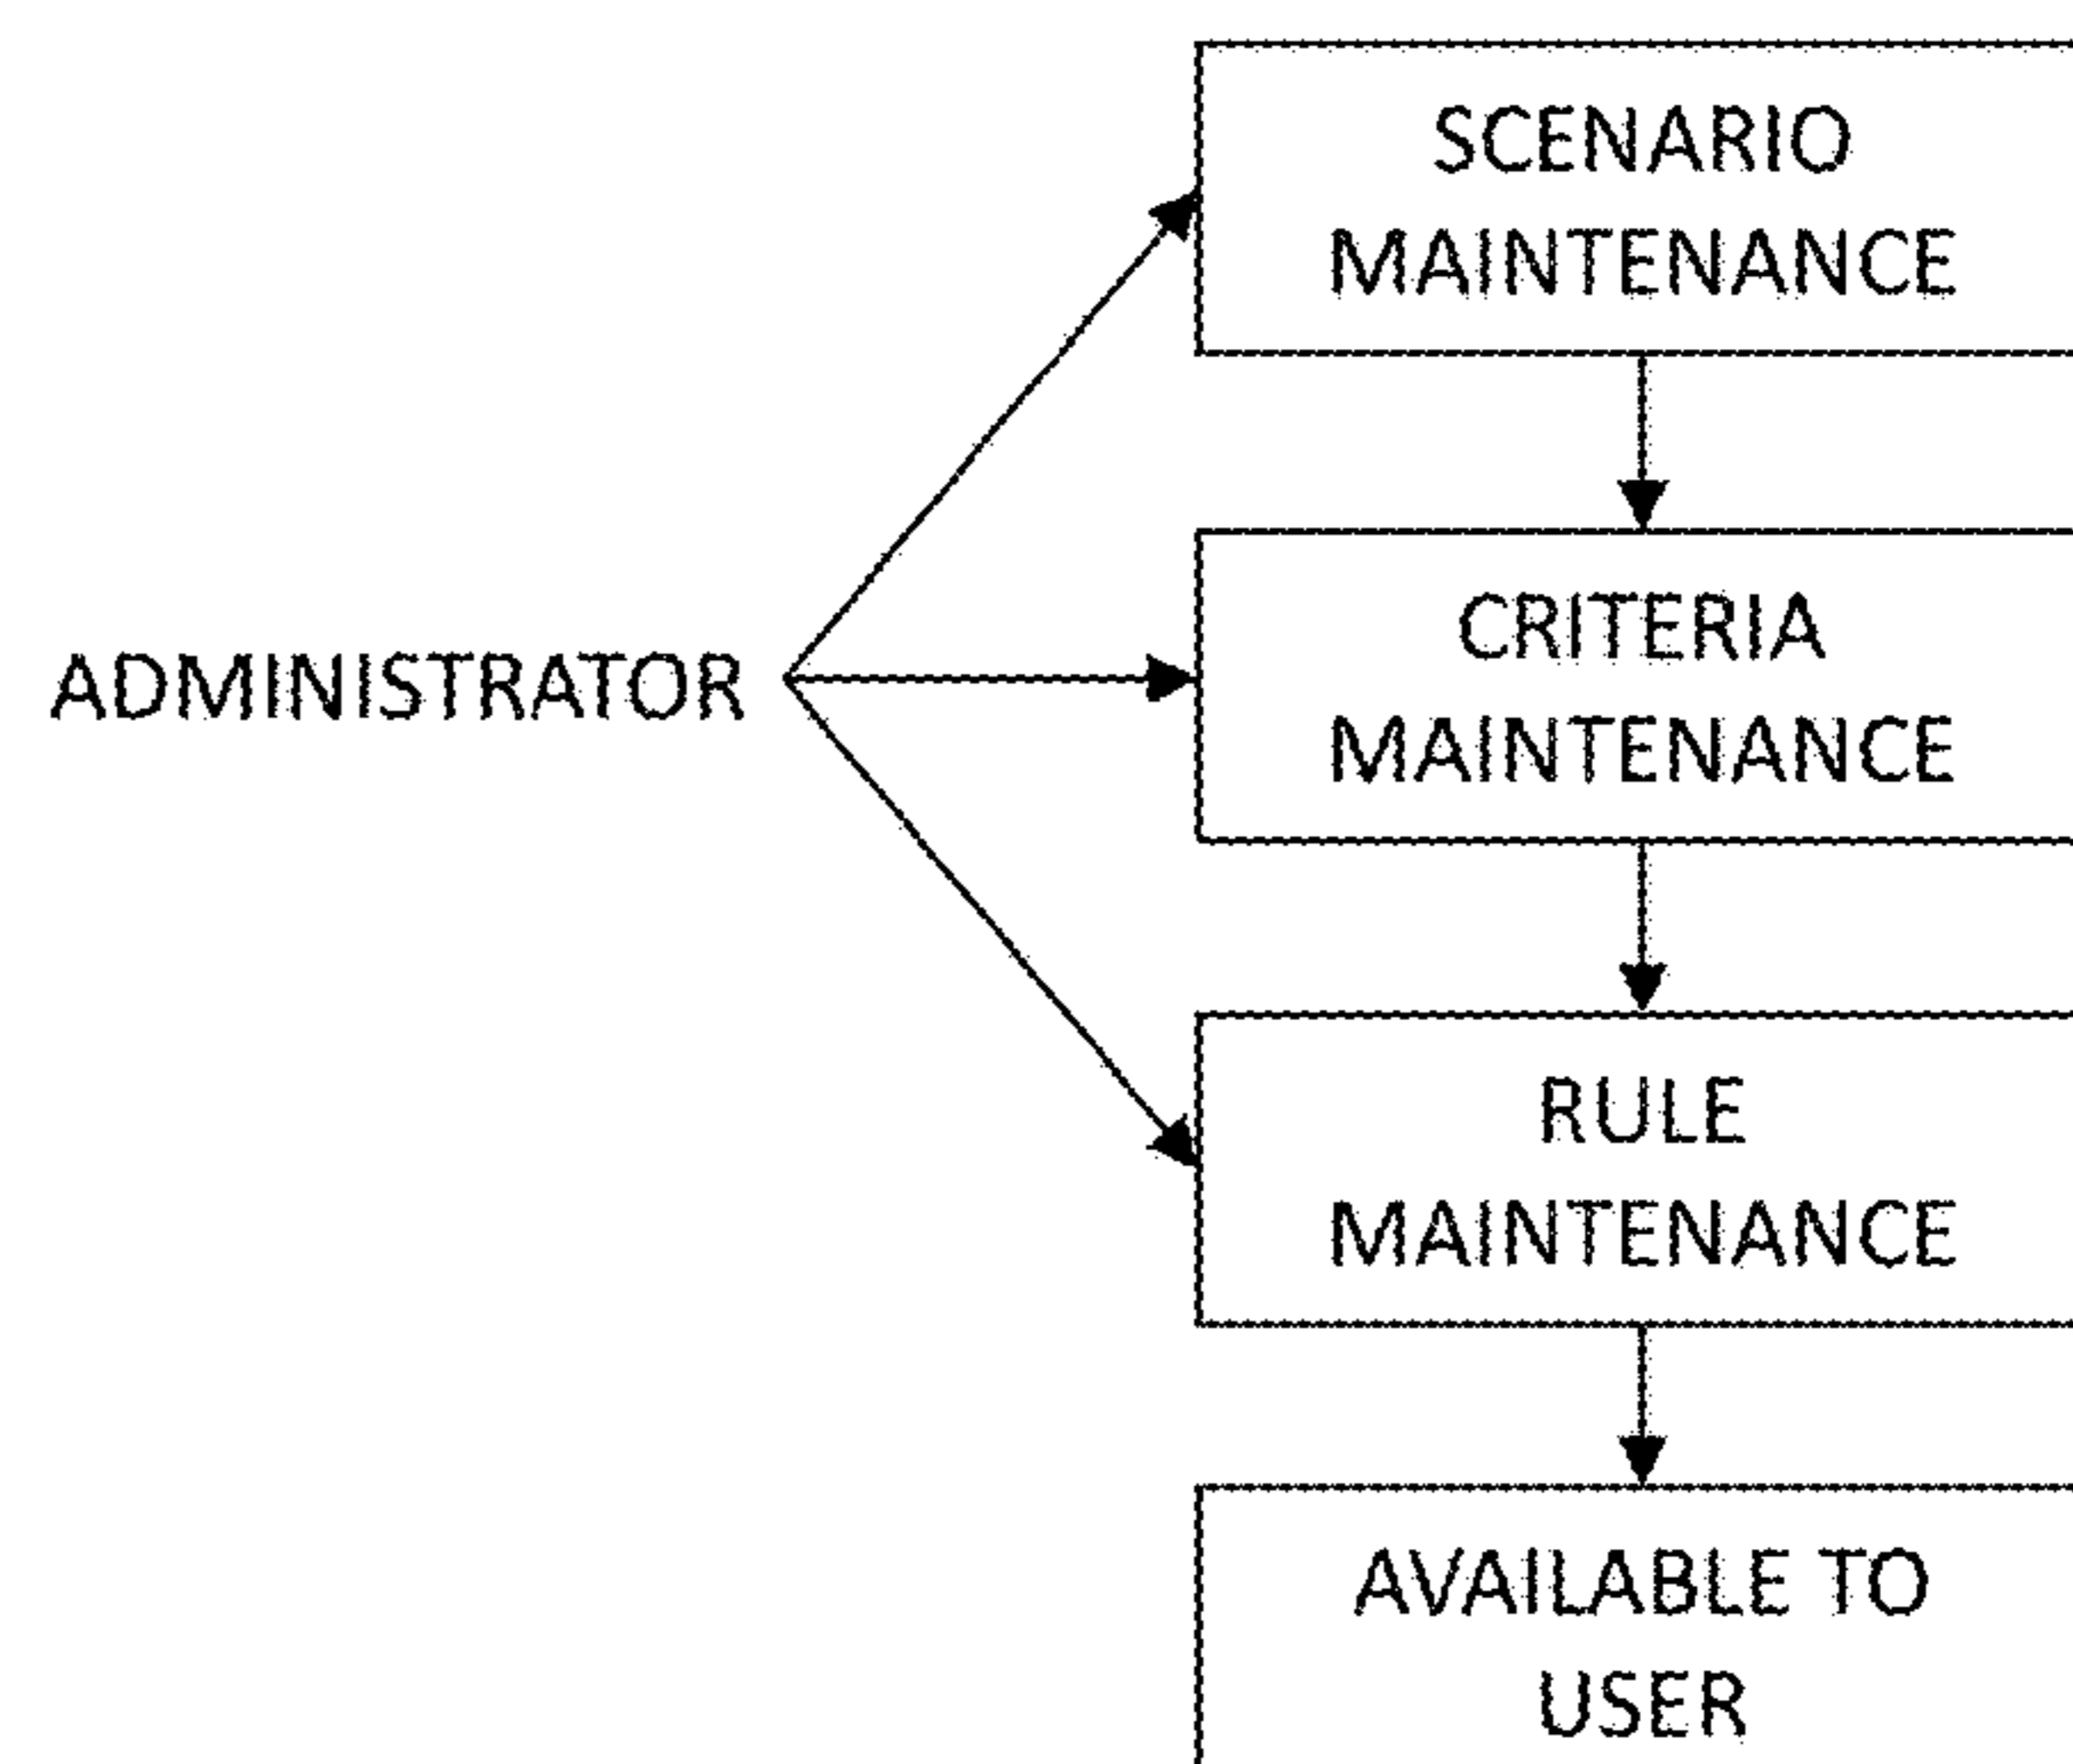 SCENARIO
MAINTENANCE
CRITERIA
MAINTENANCE
ADMINISTRATOR
RULE
MAINTENANCE
AVAILABLE TO
USER